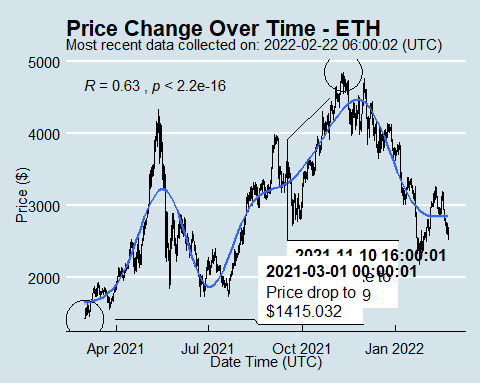 Price Change Over Time - ETH
Most recent data collected on: 2022-02-22 06:00:02 (UTC)
R = 0.63 , p < 2.2e-16
5000
4000
3000
2000
Price ($)
2021-11-10 16:00:01
e to
9
2021-03-01 00:00:01
Price drop to
$1415.032
Apr 2021
Jul 2021
Oct 2021
Jan 2022
Date Time (UTC)